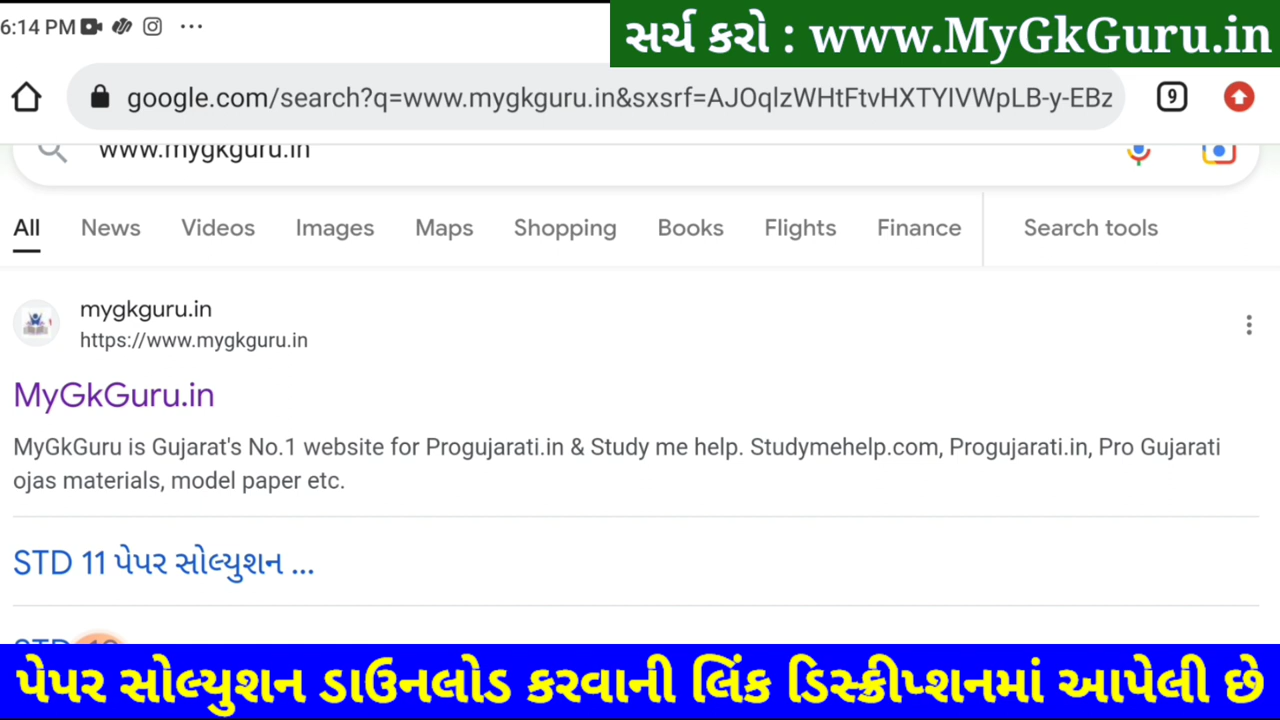 6:14 PM
સર્ચ કરો : www.MyGkGuru.in
google.com/search?q=www.mygkguru.in&sxsrf=AJOqlzWHtFtvHXTYIVWpLB-y-EBz
9
www.mygkguru.in
All News Videos Images Maps Shopping Books Flights Finance Search tools
mygkguru.in
https://www.mygkguru.in
MyGkGuru.in
MyGkGuru is Gujarat's No.1 website for Progujarati.in & Study me help. Studymehelp.com, Progujarati.in, Pro Gujarati
ojas materials, model paper etc.
STD 11 પેપર સોલ્યુશન ...
પેપર સોલ્યુશન ડાઉનલોડ કરવાની લિંક ડિસ્ક્રીપ્શનમાં આપેલી છે